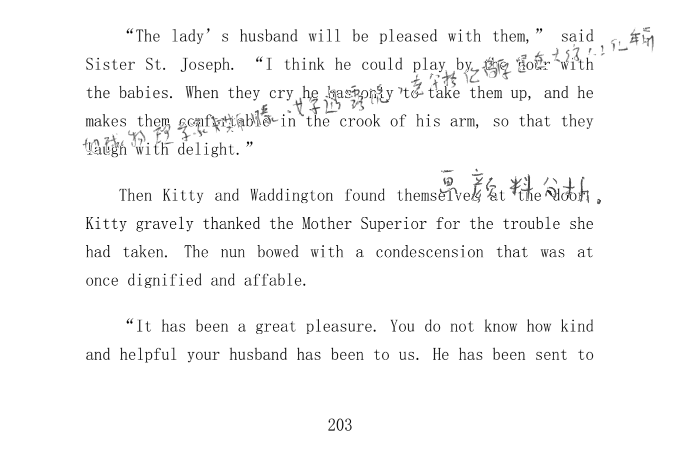 “The lady’s husband will be pleased with them,” said
Sister St. Joseph. “I think he could play by the hour with
the babies. When they cry he has only to take them up, and he
makes them comfortable in the crook of his arm, so that they
laugh with delight.”
Then Kitty and Waddington found themselves at the door.
Kitty gravely thanked the Mother Superior for the trouble she
had taken. The nun bowed with a condescension that was at
once dignified and affable.
“It has been a great pleasure. You do not know how kind
and helpful your husband has been to us. He has been sent to
203